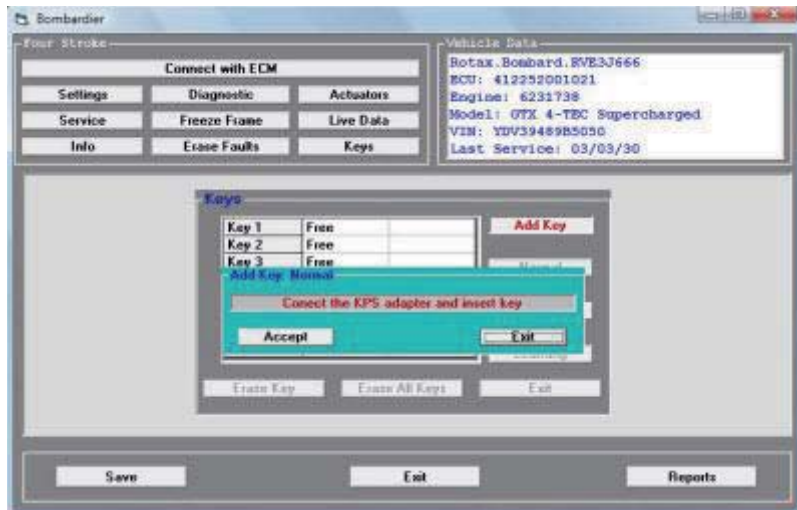 Bombardier
Four Stroke
Connect with ECM
Settings Diagnostic Actuators
Service Freeze Frame Live Data
Info Erase Faults Keys
Vehicle Data
Rotax.Bombard.RVE3J666
ECU: 412252001021
Engine: 6231738
Model: GTX 4-TEC Supercharged
VIN: YDV39489B5050
Last Service: 03/03/30
Keys
Key 1 Free
Key 2 Free
Key 3 Free
Add Key
Normal
Add Key: Normal
Conect the KPS adapter and insert key
Accept Exit
Learning
Erase Key Erase All Keys Exit
Save Exit Reports